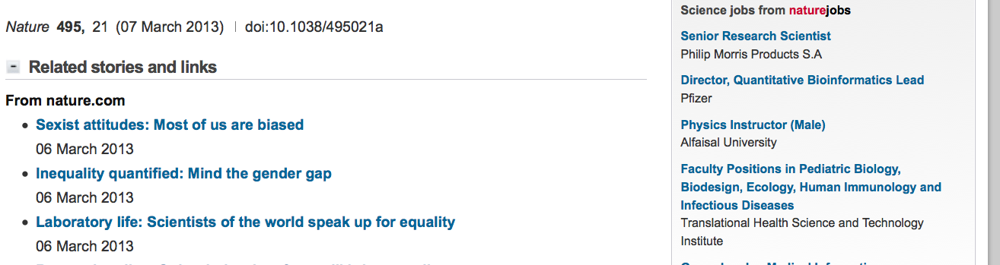 Nature 495, 21 (07 March 2013) | doi:10.1038/495021a
Related stories and links
From nature.com
• Sexist attitudes: Most of us are biased
06 March 2013
• Inequality quantified: Mind the gender gap
06 March 2013
• Laboratory life: Scientists of the world speak up for equality
06 March 2013
Science jobs from naturejobs
Senior Research Scientist
Philip Morris Products S.A
Director, Quantitative Bioinformatics Lead
Pfizer
Physics Instructor (Male)
Alfaisal University
Faculty Positions in Pediatric Biology,
Biodesign, Ecology, Human Immunology and
Infectious Diseases
Translational Health Science and Technology
Institute